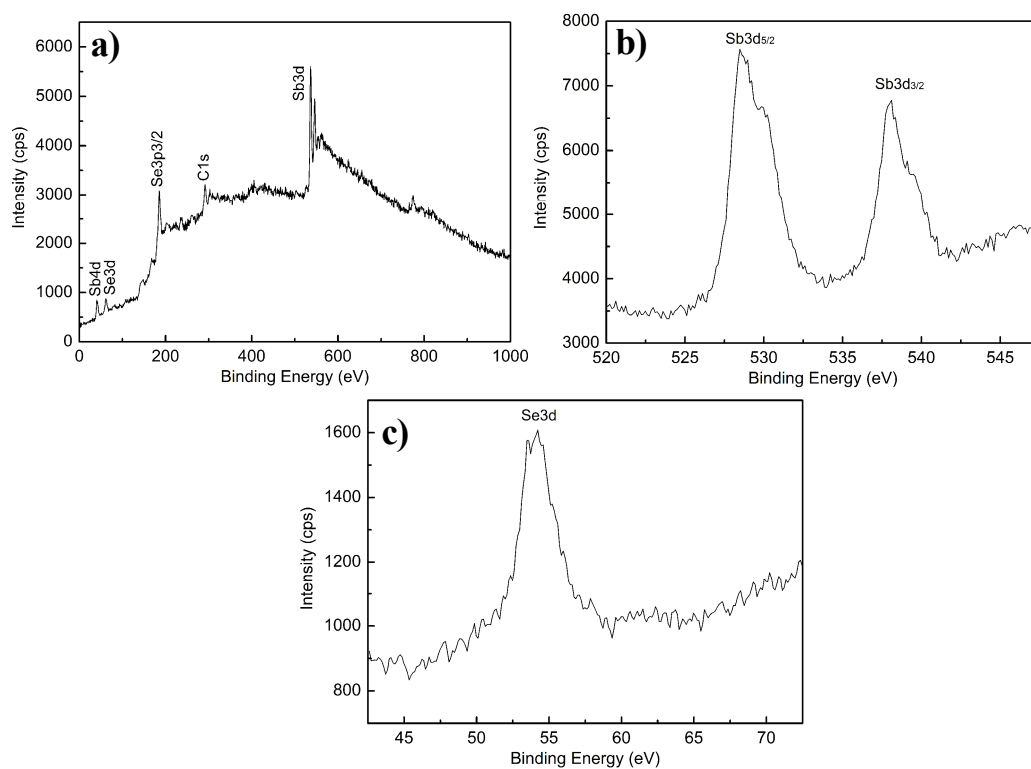 a)
Sb4d
Se3d
Se3p3/2
C1s
Sb3d
Intensity (cps)
6000
5000
4000
3000
2000
1000
0
0 200 400 600 800 1000
Binding Energy (eV)
b)
Sb3d5/2
Sb3d3/2
Intensity (cps)
8000
7000
6000
5000
4000
3000
520 525 530 535 540 545
Binding Energy (eV)
c)
Se3d
Intensity (cps)
1600
1400
1200
1000
800
45 50 55 60 65 70
Binding Energy (eV)